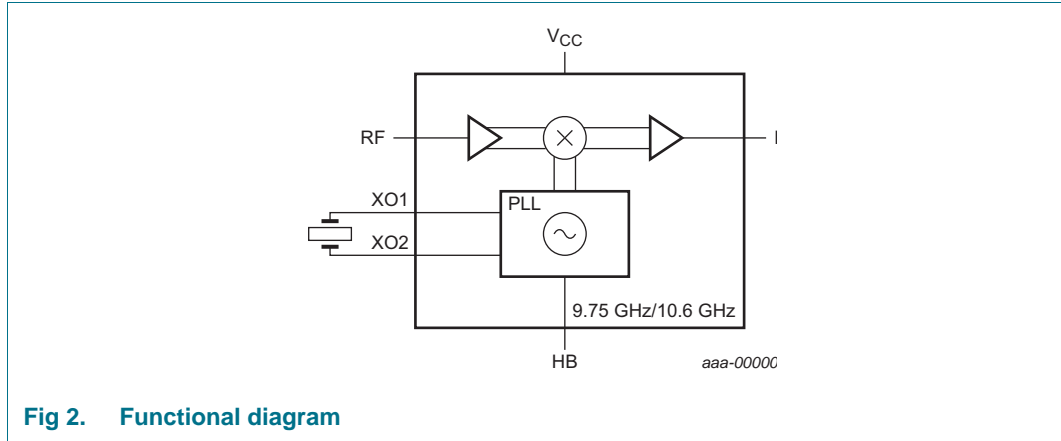 VCC
RF
XO1
PLL
XO2
9.75 GHz/10.6 GHz
HB
aaa-00000
Fig 2. Functional diagram